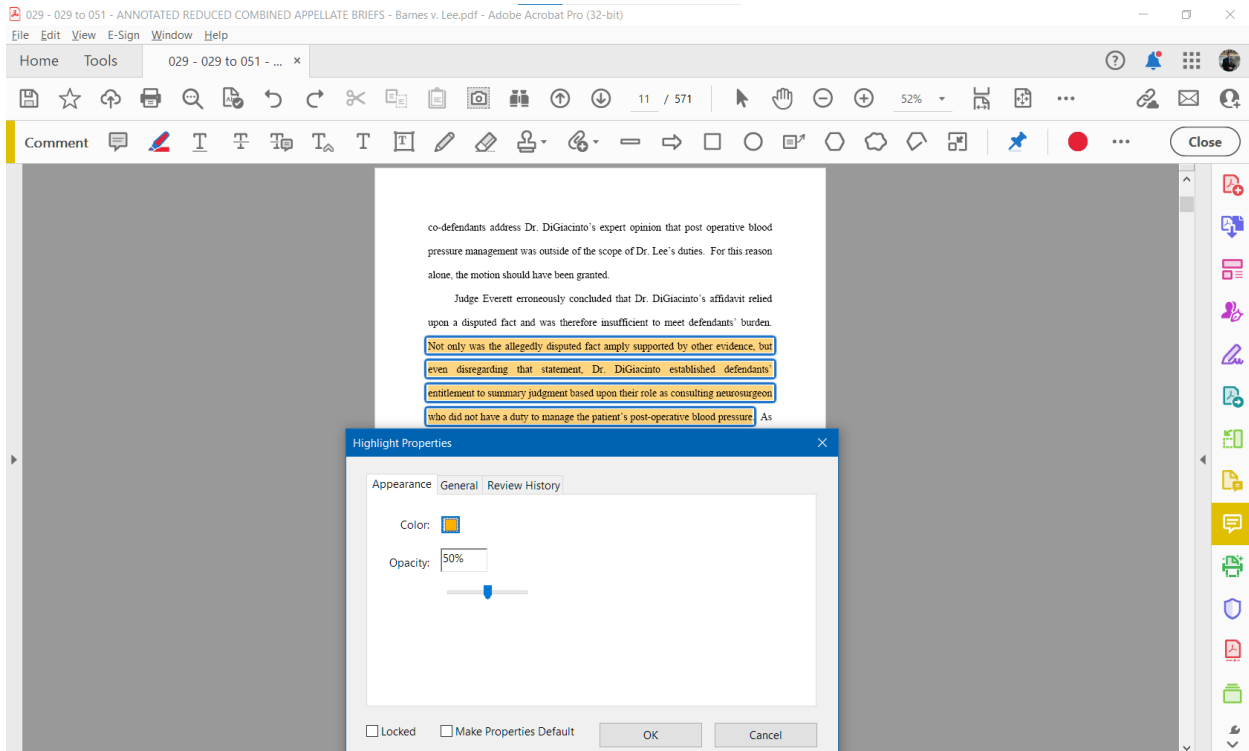 029 - 029 to 051 - ANNOTATED REDUCED COMBINED APPELLATE BRIEFS - Barnes v. Lee.pdf - Adobe Acrobat Pro (32-bit)
File Edit View E-Sign Window Help
Home Tools 029 - 029 to 051 - ... ×
11 / 571 52%
Comment Close
co-defendants address Dr. DiGiacinto's expert opinion that post operative blood
pressure management was outside of the scope of Dr. Lee's duties. For this reason
alone, the motion should have been granted.
Judge Everett erroneously concluded that Dr. DiGiacinto's affidavit relied
upon a disputed fact and was therefore insufficient to meet defendants' burden.
Not only was the allegedly disputed fact amply supported by other evidence, but
even disregarding that statement, Dr. DiGiacinto established defendants'
entitlement to summary judgment based upon their role as consulting neurosurgeon
who did not have a duty to manage the patient's post-operative blood pressure. As
Highlight Properties
Appearance General Review History
Color:
Opacity: 50%
Locked Make Properties Default OK Cancel